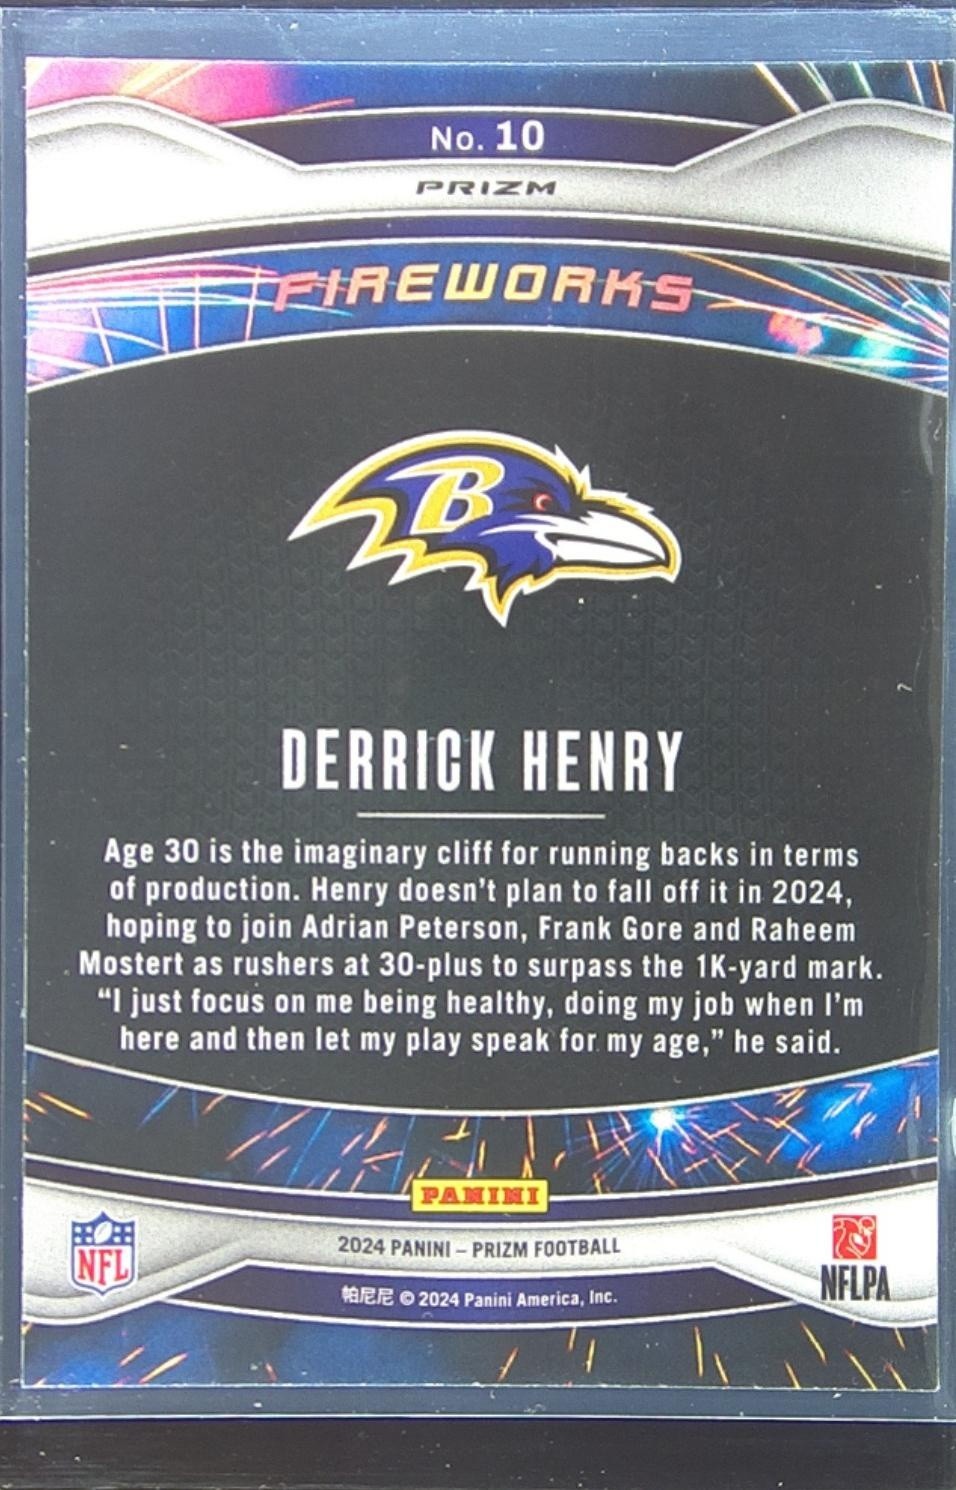 No. 10
PRIZM
FIREWORKS
B
DERRICK HENRY
Age 30 is the imaginary cliff for running backs in terms
of production. Henry doesn't plan to fall off it in 2024,
hoping to join Adrian Peterson, Frank Gore and Raheem
Mostert as rushers at 30-plus to surpass the 1K-yard mark.
“I just focus on me being healthy, doing my job when I'm
here and then let my play speak for my age,” he said.
PANINI
NFL
2024 PANINI – PRIZM FOOTBALL
NFLPA
帕尼尼 © 2024 Panini America, Inc.